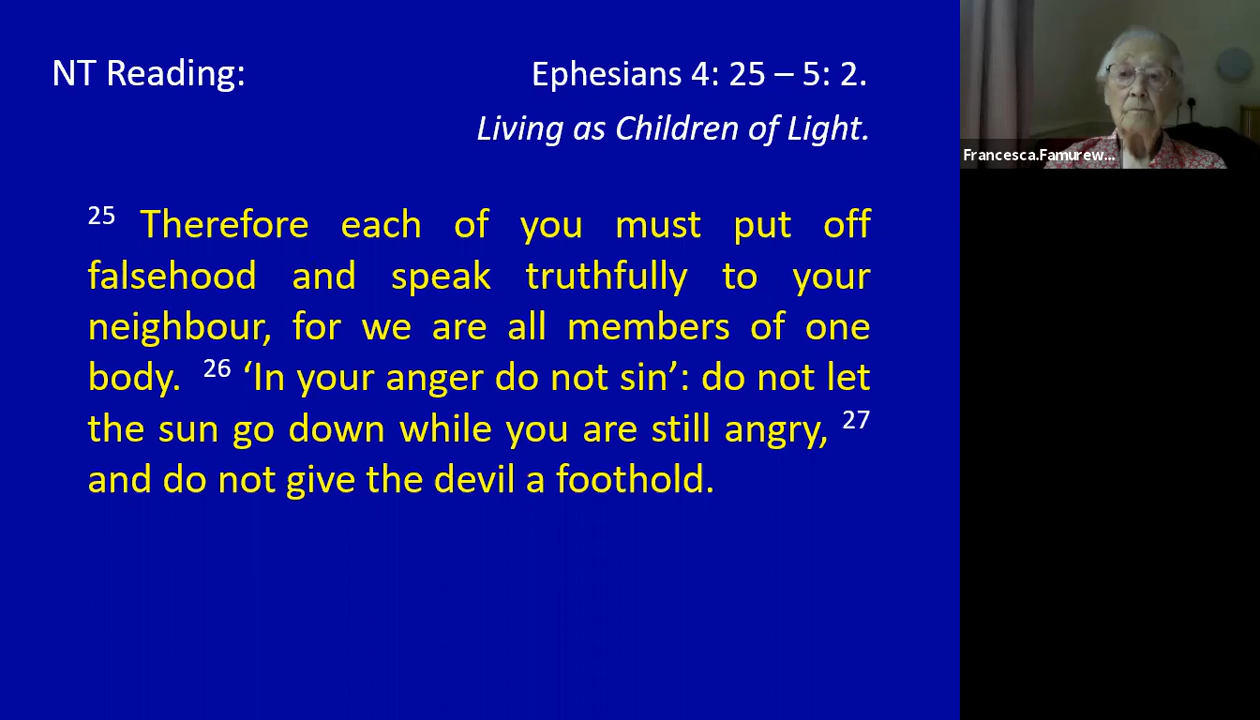 NT Reading: Ephesians 4: 25 – 5: 2.
Living as Children of Light.
Francesca.Famurew...
25 Therefore each of you must put off
falsehood and speak truthfully to your
neighbour, for we are all members of one
body. 26 ‘In your anger do not sin’: do not let
the sun go down while you are still angry, 27
and do not give the devil a foothold.